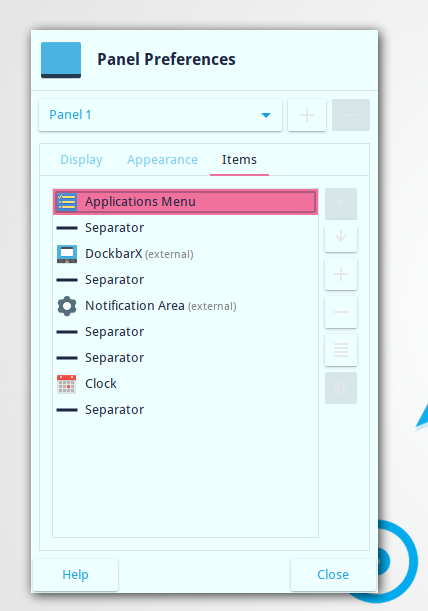 Panel Preferences
Panel 1
Display Appearance Items
Applications Menu
Separator
DockbarX (external)
Separator
Notification Area (external)
Separator
Separator
Clock
Separator
Help Close